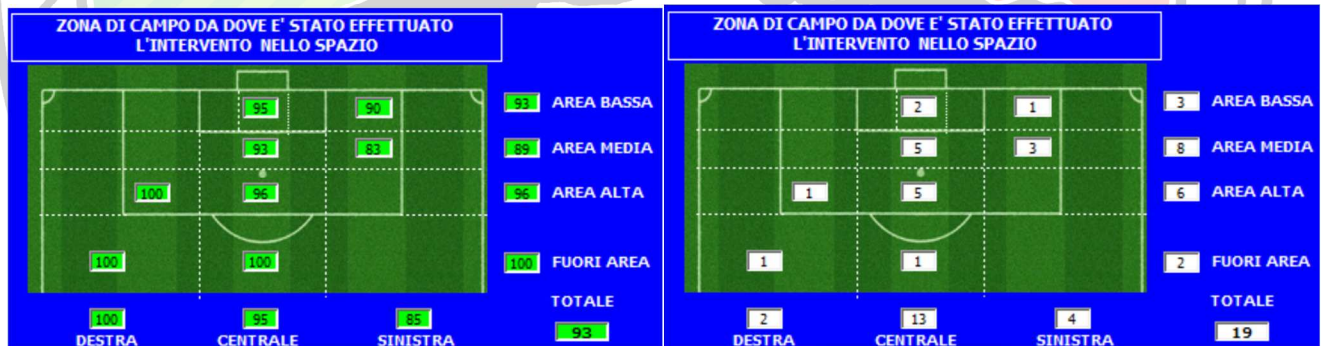 ZONA DI CAMPO DA DOVE E' STATO EFFETTUATO
L'INTERVENTO NELLO SPAZIO
95 90 93 AREA BASSA
93 83 89 AREA MEDIA
100 96 96 AREA ALTA
100 100 100 FUORI AREA
TOTALE
100 95 85 93
DESTRA CENTRALE SINISTRA
ZONA DI CAMPO DA DOVE E' STATO EFFETTUATO
L'INTERVENTO NELLO SPAZIO
2 1 3 AREA BASSA
5 3 8 AREA MEDIA
1 5 6 AREA ALTA
1 1 2 FUORI AREA
TOTALE
2 13 4 19
DESTRA CENTRALE SINISTRA